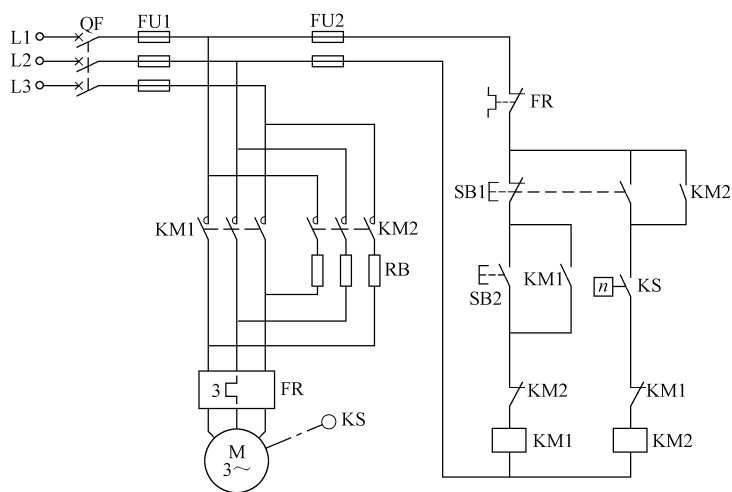 QF FU1 FU2
L1
L2
L3
FR
SB1 KM2
KM1 KM2
RB
SB2 KM1 n KS
3 FR
KM2 KM1
KS
M
3～
KM1 KM2